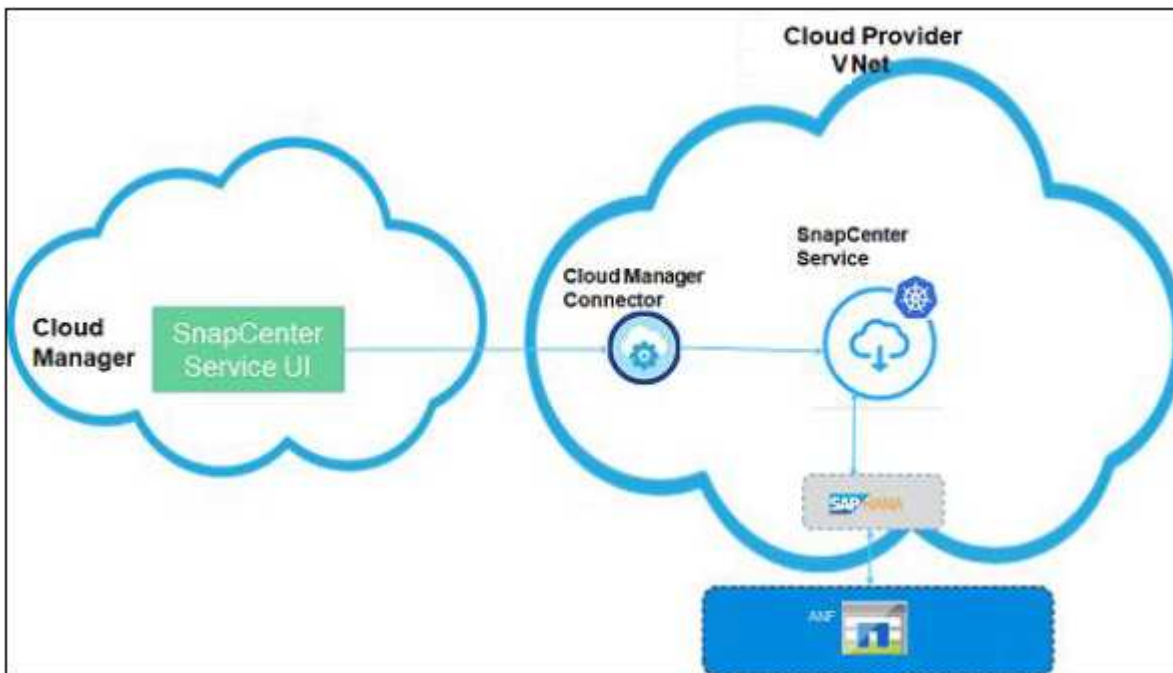 Cloud Provider
VNet
Cloud
Manager
SnapCenter
Service UI
Cloud Manager
Connector
SnapCenter
Service
SAP HANA
ANF